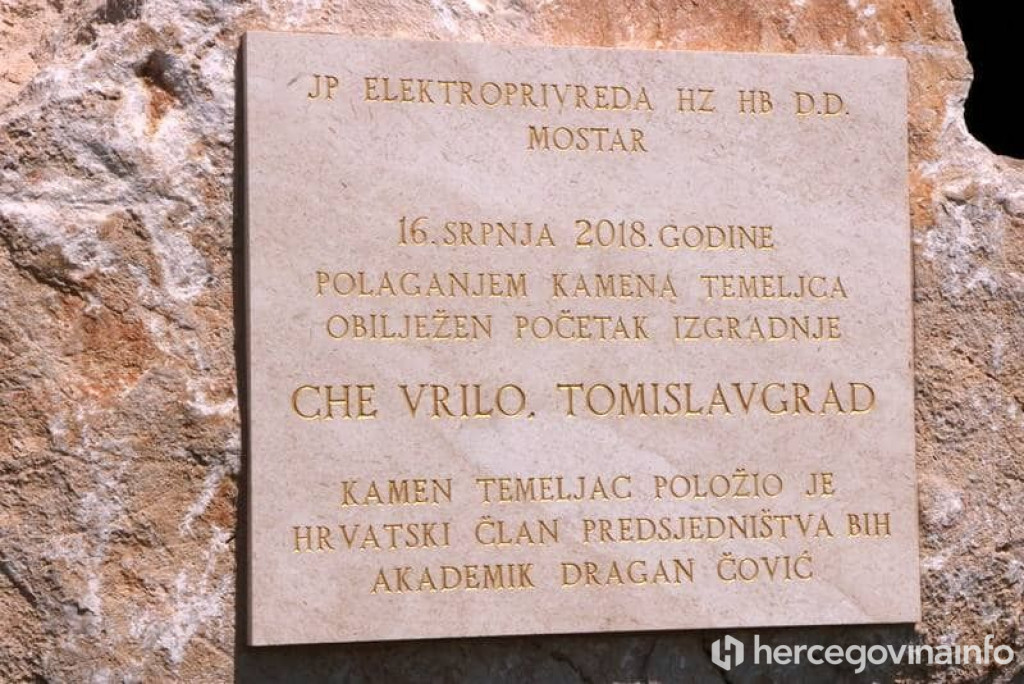 JP ELEKTROPRIVREDA HZ HB D.D.
MOSTAR
16. SRPNJA 2018. GODINE
POLAGANJEM KAMENA TEMELJCA
OBILJEŽEN POČETAK IZGRADNJE
CHE VRILO, TOMISLAVGRAD
KAMEN TEMELJAC POLOŽIO JE
HRVATSKI ČLAN PREDSJEDNIŠTVA BIH
AKADEMIK DRAGAN ČOVIĆ
hercegovinainfo